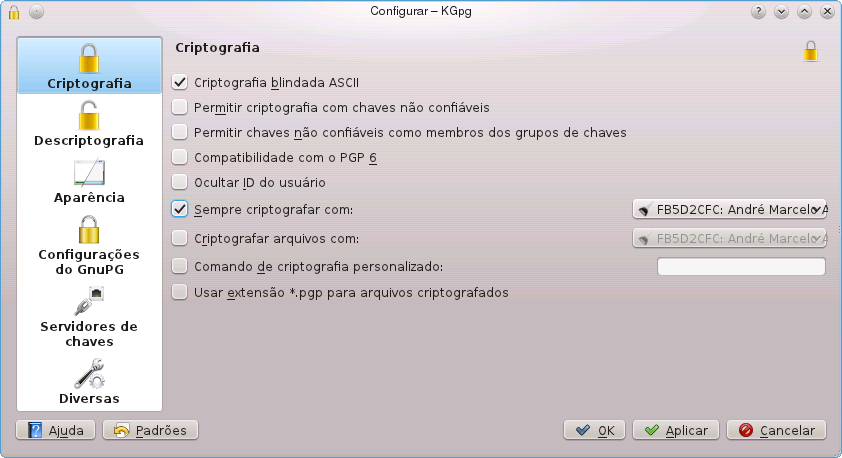 Configurar – KGpg
Criptografia
Descriptografia
Aparência
Configurações
do GnuPG
Servidores de
chaves
Diversas
Criptografia
Criptografia blindada ASCII
Permitir criptografia com chaves não confiáveis
Permitir chaves não confiáveis como membros dos grupos de chaves
Compatibilidade com o PGP 6
Ocultar ID do usuário
Sempre criptografar com: FB5D2CFC: André Marcelo A
Criptografar arquivos com: FB5D2CFC: André Marcelo A
Comando de criptografia personalizado:
Usar extensão *.pgp para arquivos criptografados
Ajuda Padrões OK Aplicar Cancelar